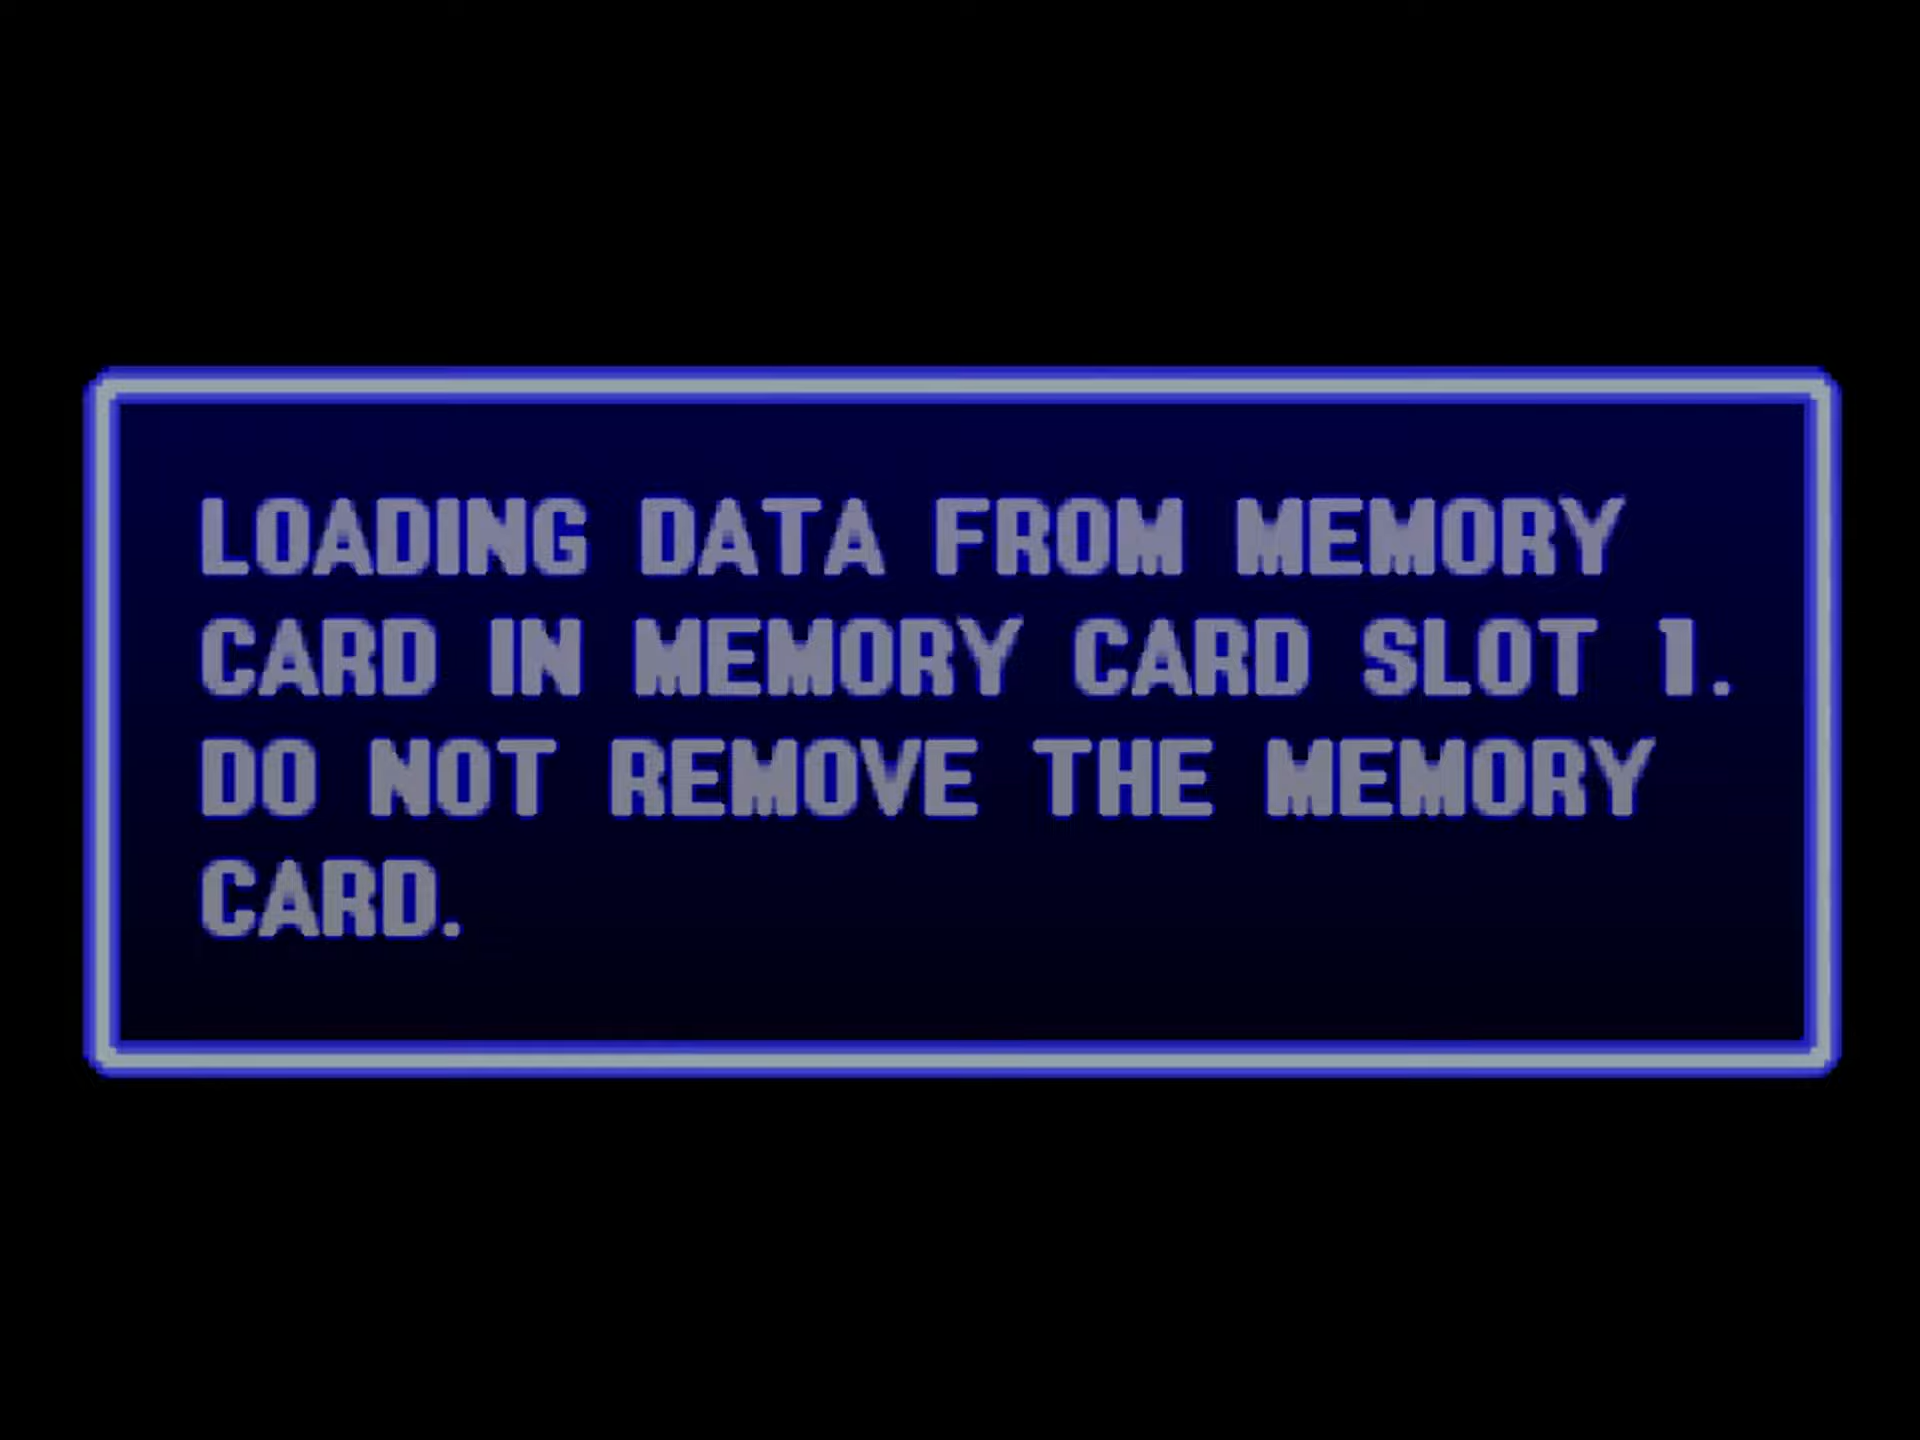 LOADING DATA FROM MEMORY
CARD IN MEMORY CARD SLOT 1.
DO NOT REMOVE THE MEMORY
CARD.